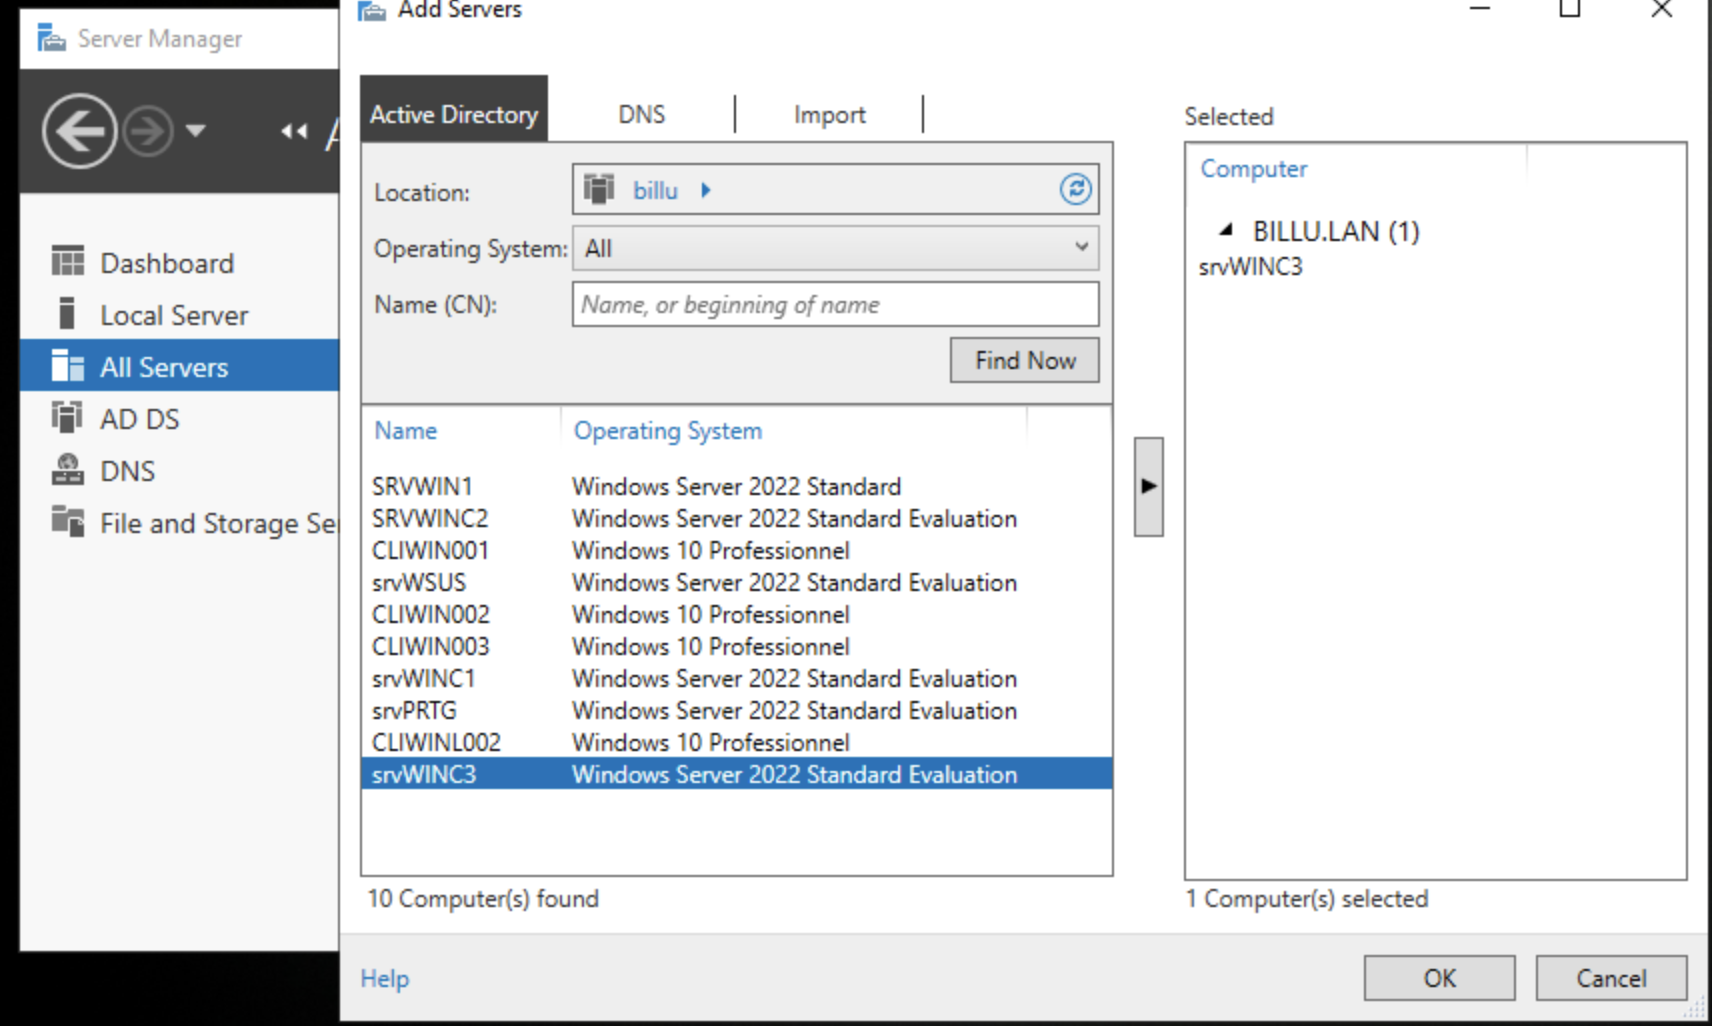 Add Servers
Server Manager
Active Directory
DNS
Import
Selected
Location:
billu
Computer
Operating System:
All
BILLU.LAN (1)
srvWINC3
Name (CN):
Name, or beginning of name
Find Now
Dashboard
Local Server
All Servers
AD DS
DNS
File and Storage Se
Name Operating System
SRVWIN1 Windows Server 2022 Standard
SRVWINC2 Windows Server 2022 Standard Evaluation
CLIWIN001 Windows 10 Professionnel
srvWSUS Windows Server 2022 Standard Evaluation
CLIWIN002 Windows 10 Professionnel
CLIWIN003 Windows 10 Professionnel
srvWINC1 Windows Server 2022 Standard Evaluation
srvPRTG Windows Server 2022 Standard Evaluation
CLIWINL002 Windows 10 Professionnel
srvWINC3 Windows Server 2022 Standard Evaluation
10 Computer(s) found
1 Computer(s) selected
Help
OK
Cancel